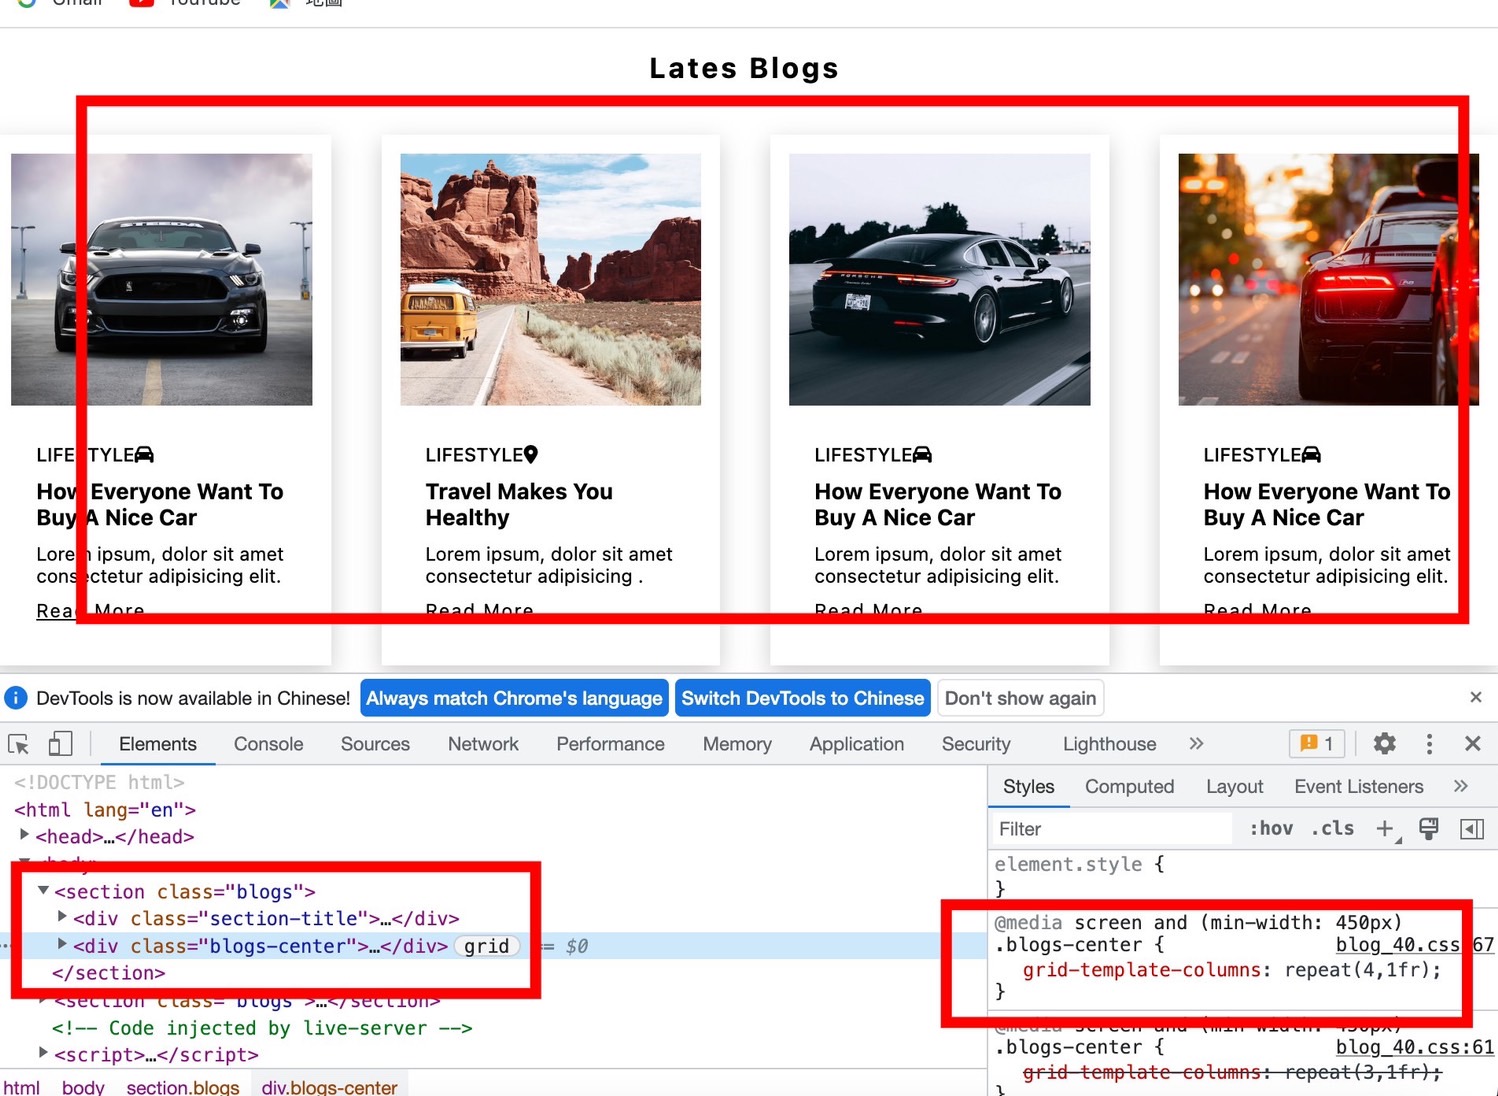 Gmail YouTube 地圖
Lates Blogs
STEEDA
PORSCHE
LIFESTYLE
How Everyone Want To
Buy A Nice Car
Lorem ipsum, dolor sit amet
consectetur adipisicing elit.
Read More
LIFESTYLE
Travel Makes You
Healthy
Lorem ipsum, dolor sit amet
consectetur adipisicing .
Read More
LIFESTYLE
How Everyone Want To
Buy A Nice Car
Lorem ipsum, dolor sit amet
consectetur adipisicing elit.
Read More
LIFESTYLE
How Everyone Want To
Buy A Nice Car
Lorem ipsum, dolor sit amet
consectetur adipisicing elit.
Read More
DevTools is now available in Chinese! Always match Chrome's language Switch DevTools to Chinese Don't show again
Elements Console Sources Network Performance Memory Application Security Lighthouse » 1
<!DOCTYPE html>
<html lang="en">
<head>…</head>
<body>
<section class="blogs">
<div class="section-title">…</div>
<div class="blogs-center">…</div> grid == $0
</section>
<section class="blogs">…</section>
<!-- Code injected by live-server -->
<script>…</script>
html body section.blogs div.blogs-center
Styles Computed Layout Event Listeners »
Filter :hov .cls +
element.style {
}
@media screen and (min-width: 450px)
.blogs-center { blog_40.css:67
grid-template-columns: repeat(4,1fr);
}
@media screen and (min-width: 450px)
.blogs-center { blog_40.css:61
grid-template-columns: repeat(3,1fr);
}